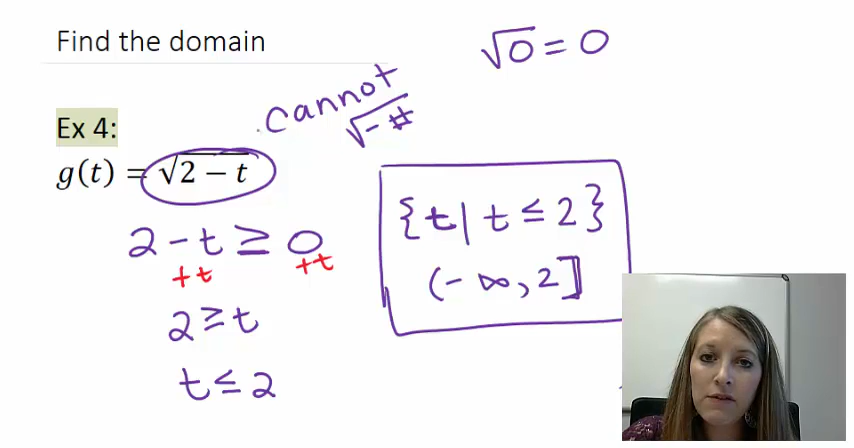 Find the domain
√0 = 0
cannot
√-#
Ex 4:
g(t) = √2 − t
2 - t ≥ 0
+t +t
2 ≥ t
t ≤ 2
{t | t ≤ 2}
(-∞, 2]